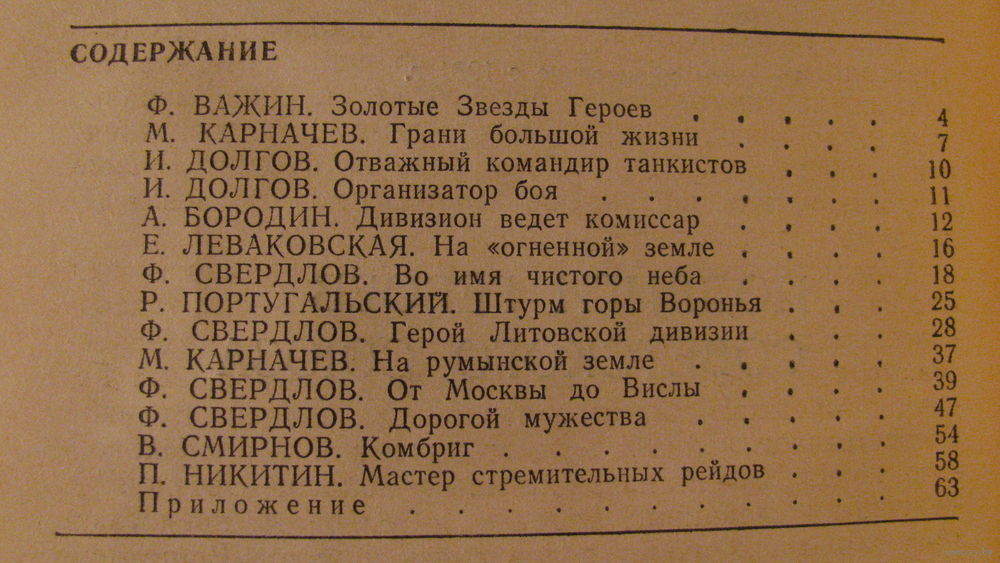 СОДЕРЖАНИЕ
Ф. ВАЖИН. Золотые Звезды Героев . . . . . 4
М. КАРНАЧЕВ. Грани большой жизни . . . . 7
И. ДОЛГОВ. Отважный командир танкистов . . . 10
И. ДОЛГОВ. Организатор боя . . . . . . . 11
А. БОРОДИН. Дивизион ведет комиссар . . . . 12
Е. ЛЕВАКОВСКАЯ. На «огненной» земле . . . . 16
Ф. СВЕРДЛОВ. Во имя чистого неба . . . . 18
Р. ПОРТУГАЛЬСКИЙ. Штурм горы Воронья . . . 25
Ф. СВЕРДЛОВ. Герой Литовской дивизии . . . 28
М. КАРНАЧЕВ. На румынской земле . . . . . 37
Ф. СВЕРДЛОВ. От Москвы до Вислы . . . . 39
Ф. СВЕРДЛОВ. Дорогой мужества . . . . . 47
В. СМИРНОВ. Комбриг . . . . . . . . . 54
П. НИКИТИН. Мастер стремительных рейдов . . . 58
Приложение . . . . . . . . . . 63